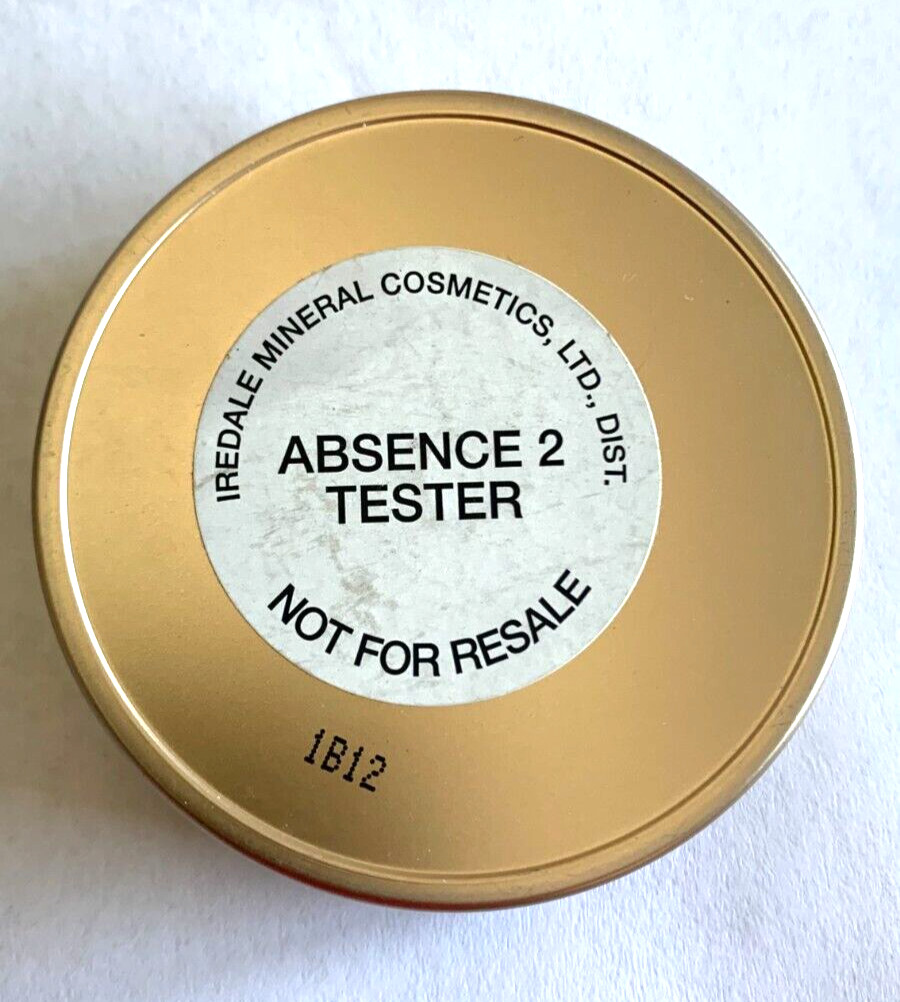 IREDALE MINERAL COSMETICS, LTD., DIST.
ABSENCE 2
TESTER
NOT FOR RESALE
1B12